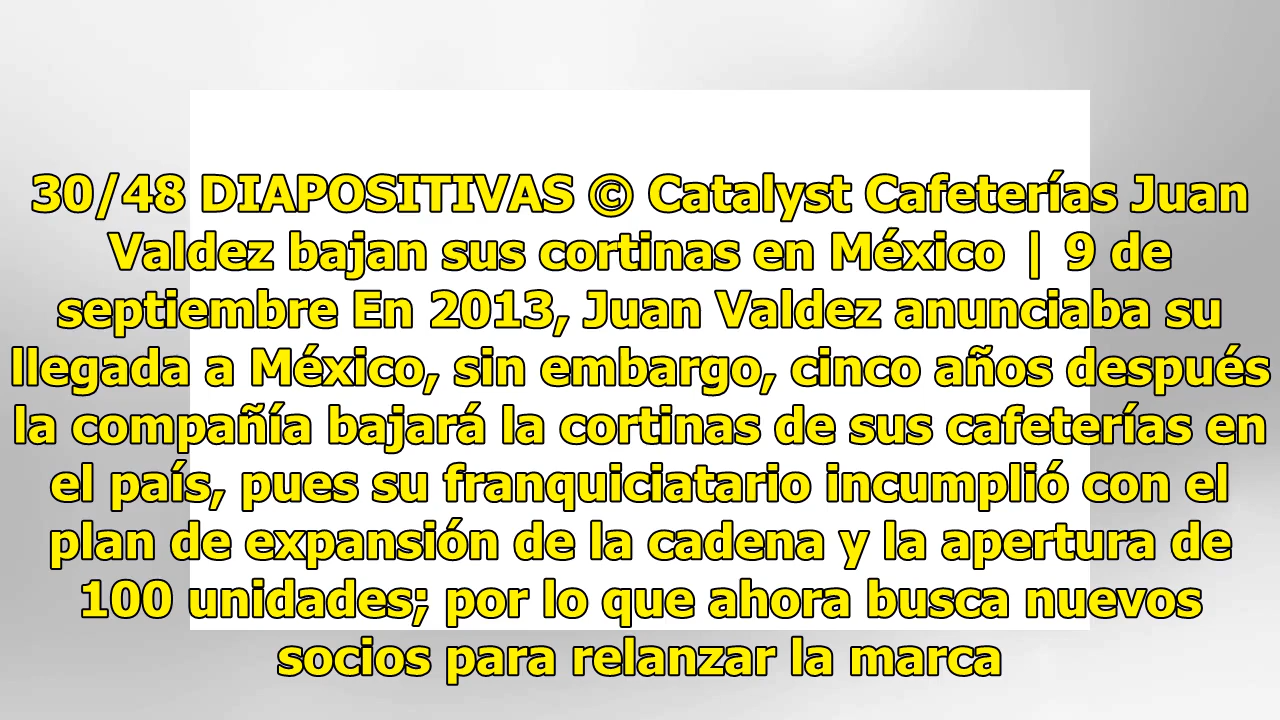 30/48 DIAPOSITIVAS © Catalyst Cafeterías Juan
Valdez bajan sus cortinas en México | 9 de
septiembre En 2013, Juan Valdez anunciaba su
llegada a México, sin embargo, cinco años después
la compañía bajará la cortinas de sus cafeterías en
el país, pues su franquiciatario incumplió con el
plan de expansión de la cadena y la apertura de
100 unidades; por lo que ahora busca nuevos
socios para relanzar la marca